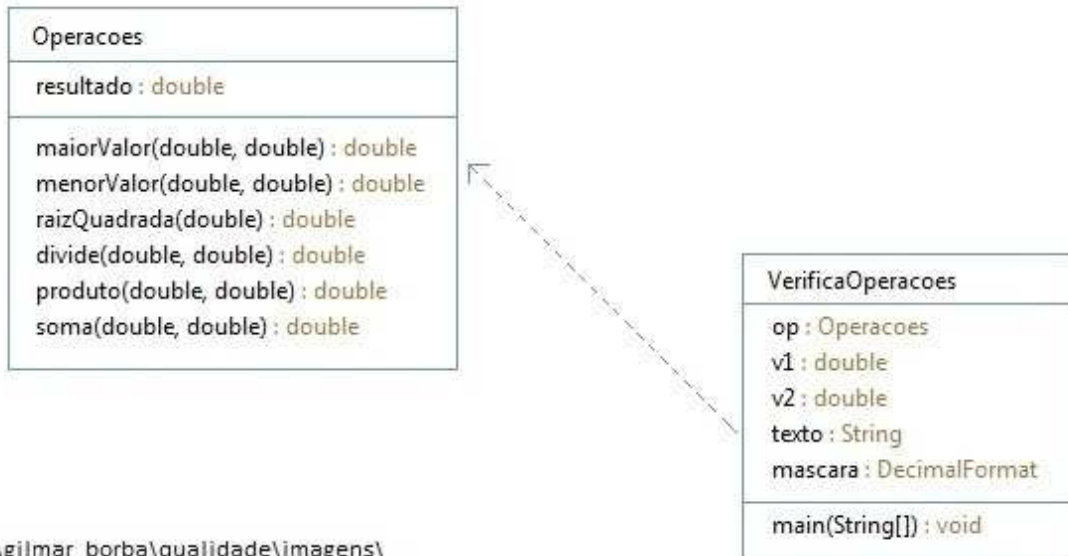 Operacoes
resultado : double
maiorValor(double, double) : double
menorValor(double, double) : double
raizQuadrada(double) : double
divide(double, double) : double
produto(double, double) : double
soma(double, double) : double
VerificaOperacoes
op : Operacoes
v1 : double
v2 : double
texto : String
mascara : DecimalFormat
main(String[]) : void
\gilmar_borba\qualidade\imagens\